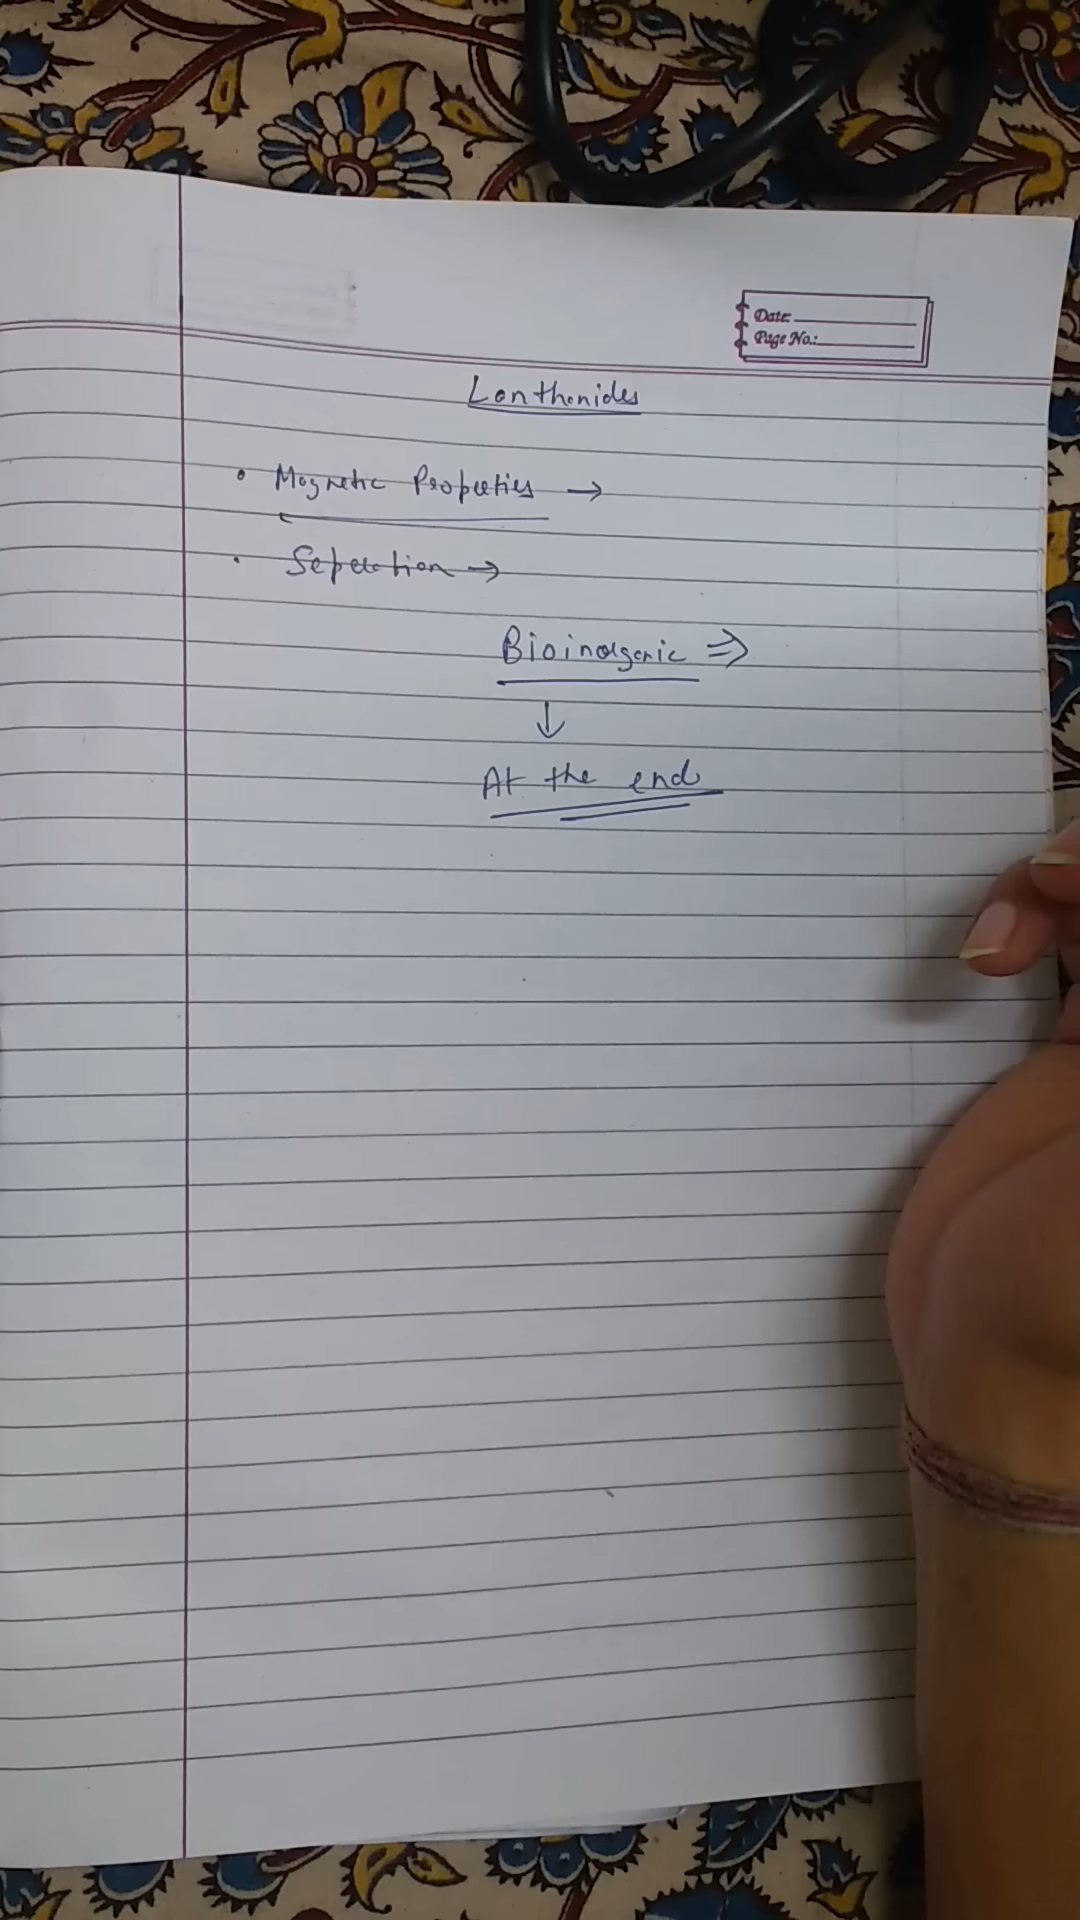 Date:
Page No.:
Lanthanides
• Magnetic Properties →
• Seperation →
Bioinorganic ⇒
↓
At the end